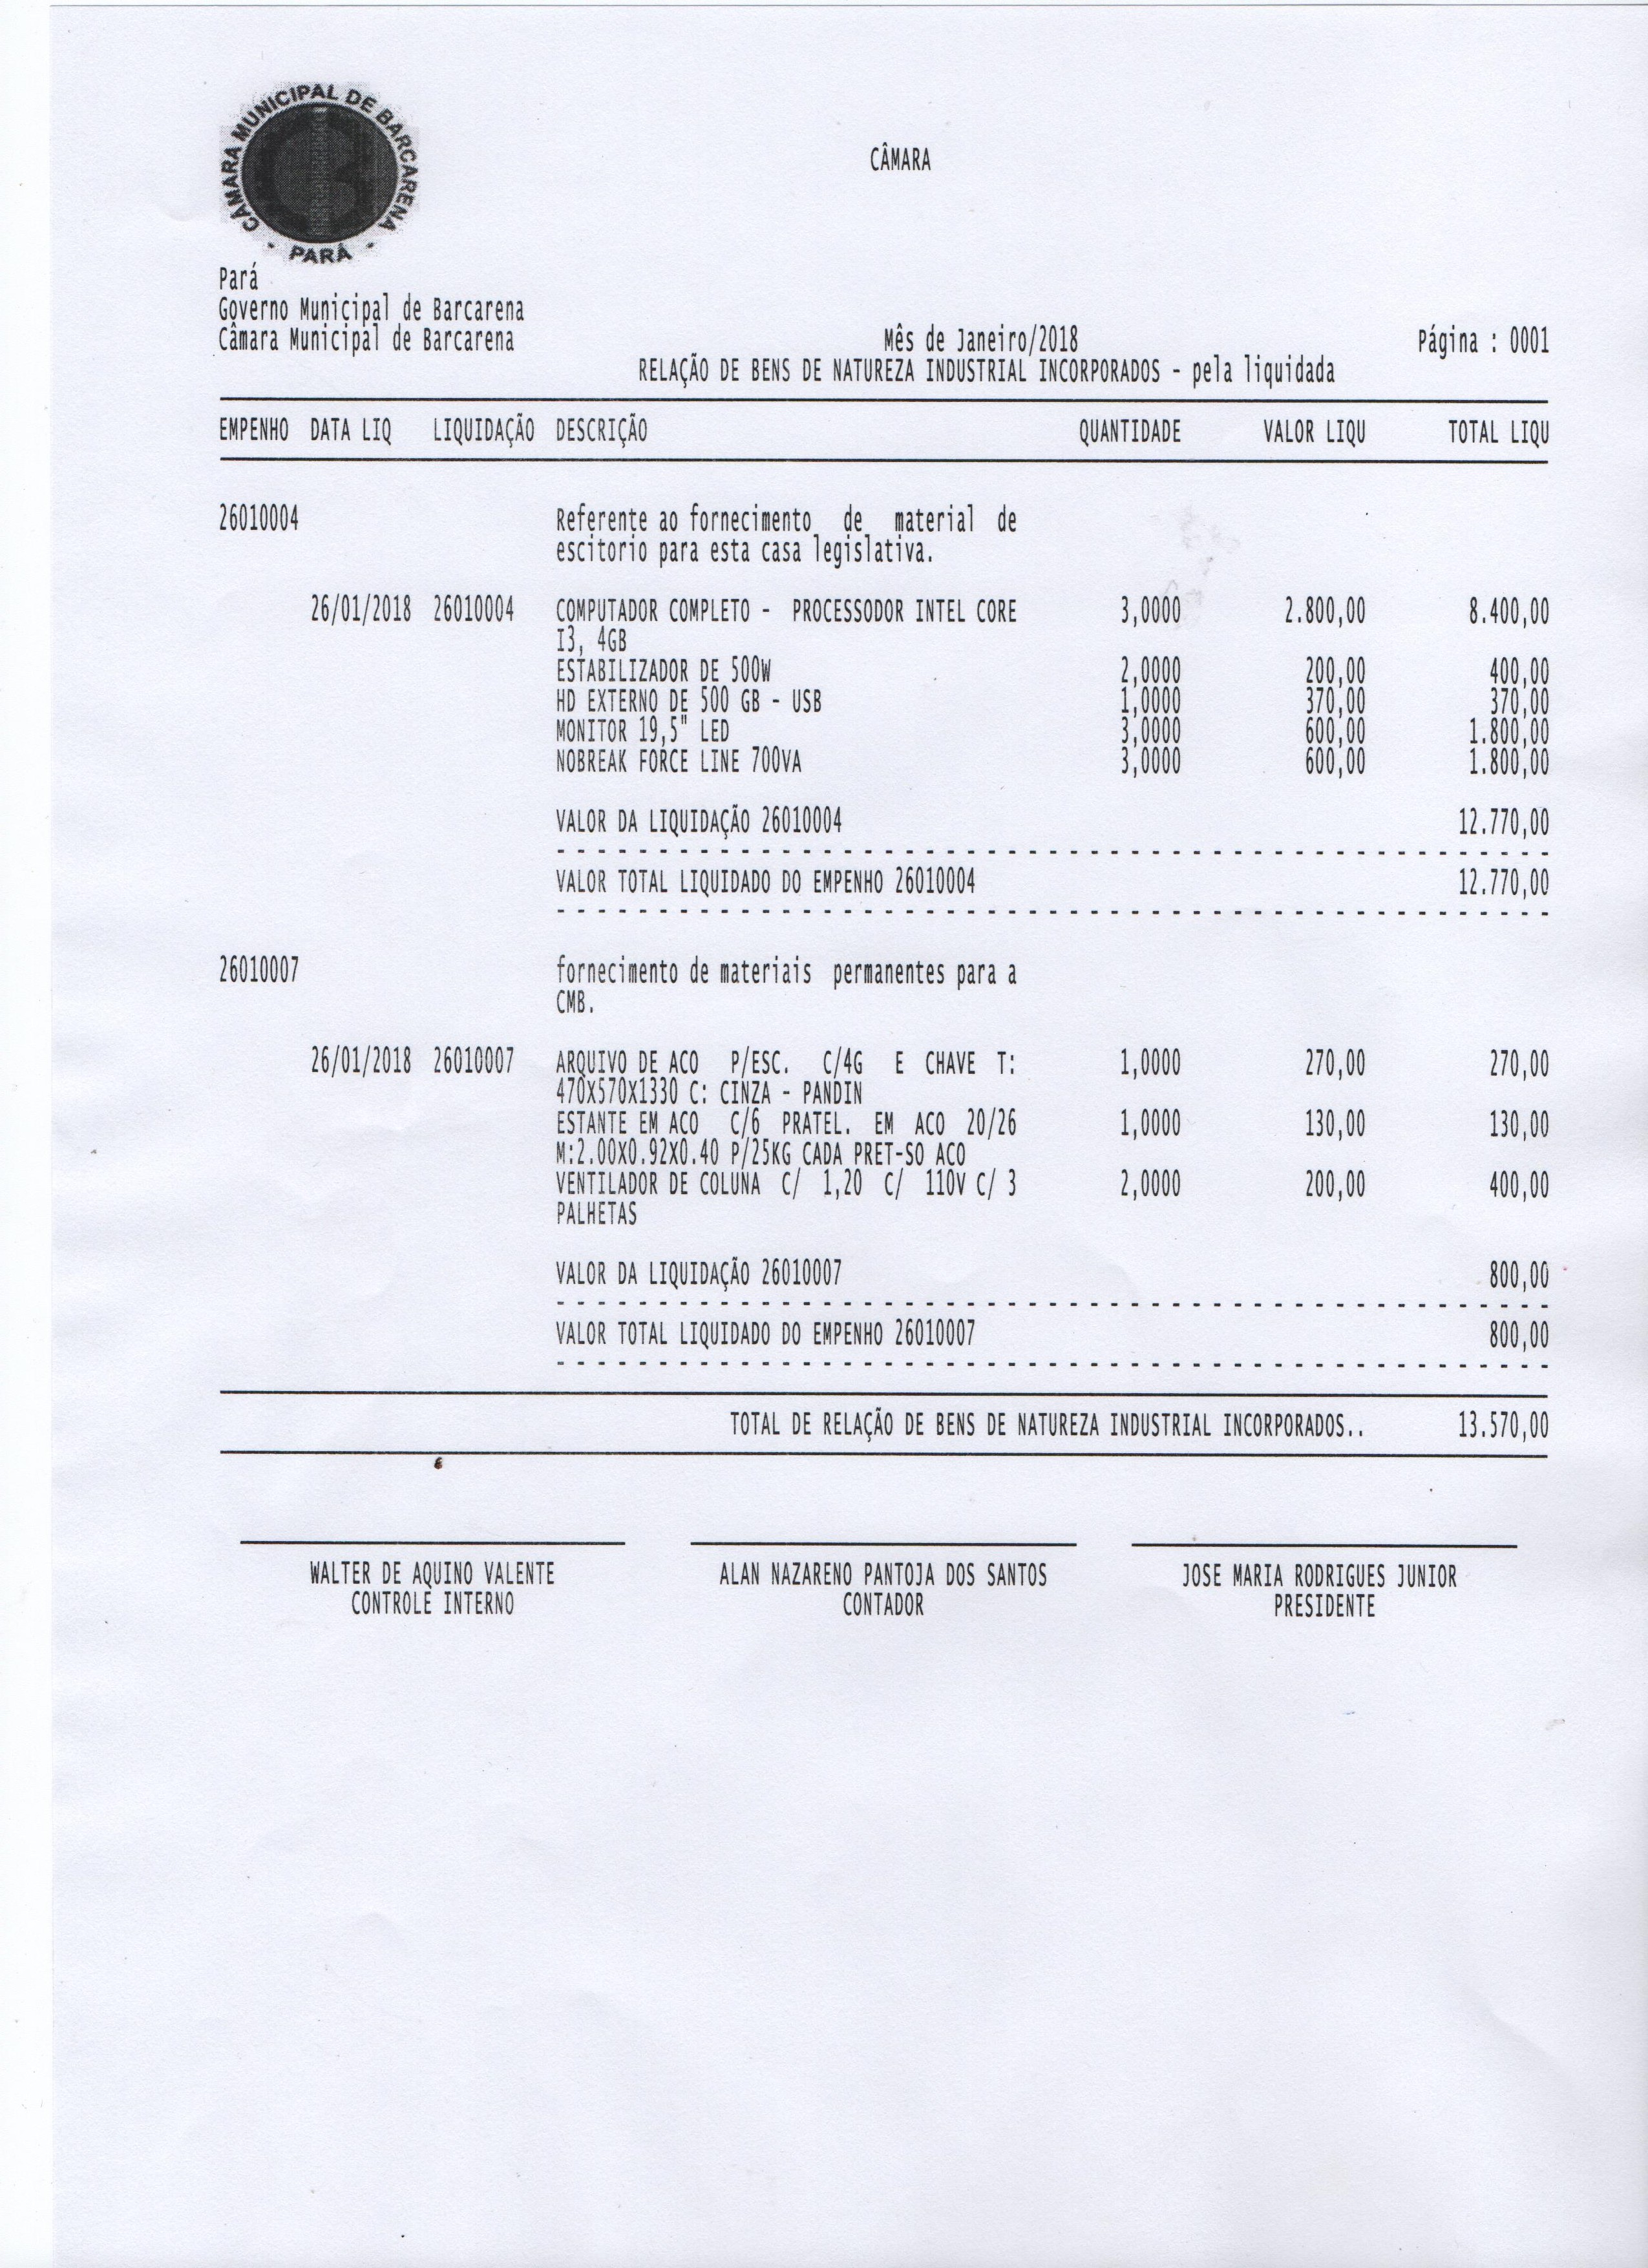 CÂMARA MUNICIPAL DE BARCARENA
- PARÁ -
CÂMARA
Pará
Governo Municipal de Barcarena
Câmara Municipal de Barcarena Mês de Janeiro/2018 Página : 0001
RELAÇÃO DE BENS DE NATUREZA INDUSTRIAL INCORPORADOS - pela liquidada
EMPENHO DATA LIQ LIQUIDAÇÃO DESCRIÇÃO QUANTIDADE VALOR LIQU TOTAL LIQU
26010004 Referente ao fornecimento de material de
escitorio para esta casa legislativa.
26/01/2018 26010004 COMPUTADOR COMPLETO - PROCESSODOR INTEL CORE 3,0000 2.800,00 8.400,00
I3, 4GB
ESTABILIZADOR DE 500W 2,0000 200,00 400,00
HD EXTERNO DE 500 GB - USB 1,0000 370,00 370,00
MONITOR 19,5" LED 3,0000 600,00 1.800,00
NOBREAK FORCE LINE 700VA 3,0000 600,00 1.800,00
VALOR DA LIQUIDAÇÃO 26010004 12.770,00
VALOR TOTAL LIQUIDADO DO EMPENHO 26010004 12.770,00
26010007 fornecimento de materiais permanentes para a
CMB.
26/01/2018 26010007 ARQUIVO DE ACO P/ESC. C/4G E CHAVE T: 1,0000 270,00 270,00
470X570X1330 C: CINZA - PANDIN
ESTANTE EM ACO C/6 PRATEL. EM ACO 20/26 1,0000 130,00 130,00
M:2.00X0.92X0.40 P/25KG CADA PRET-SO ACO
VENTILADOR DE COLUNA C/ 1,20 C/ 110V C/ 3 2,0000 200,00 400,00
PALHETAS
VALOR DA LIQUIDAÇÃO 26010007 800,00
VALOR TOTAL LIQUIDADO DO EMPENHO 26010007 800,00
TOTAL DE RELAÇÃO DE BENS DE NATUREZA INDUSTRIAL INCORPORADOS.. 13.570,00
WALTER DE AQUINO VALENTE ALAN NAZARENO PANTOJA DOS SANTOS JOSE MARIA RODRIGUES JUNIOR
CONTROLE INTERNO CONTADOR PRESIDENTE